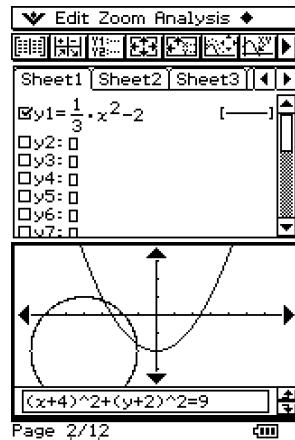 Edit Zoom Analysis
Sheet1 Sheet2 Sheet3
y1=1/3·x²-2 [—]
y2:▯
y3:▯
y4:▯
y5:▯
y6:▯
y7:▯
(x+4)^2+(y+2)^2=9
Page 2/12